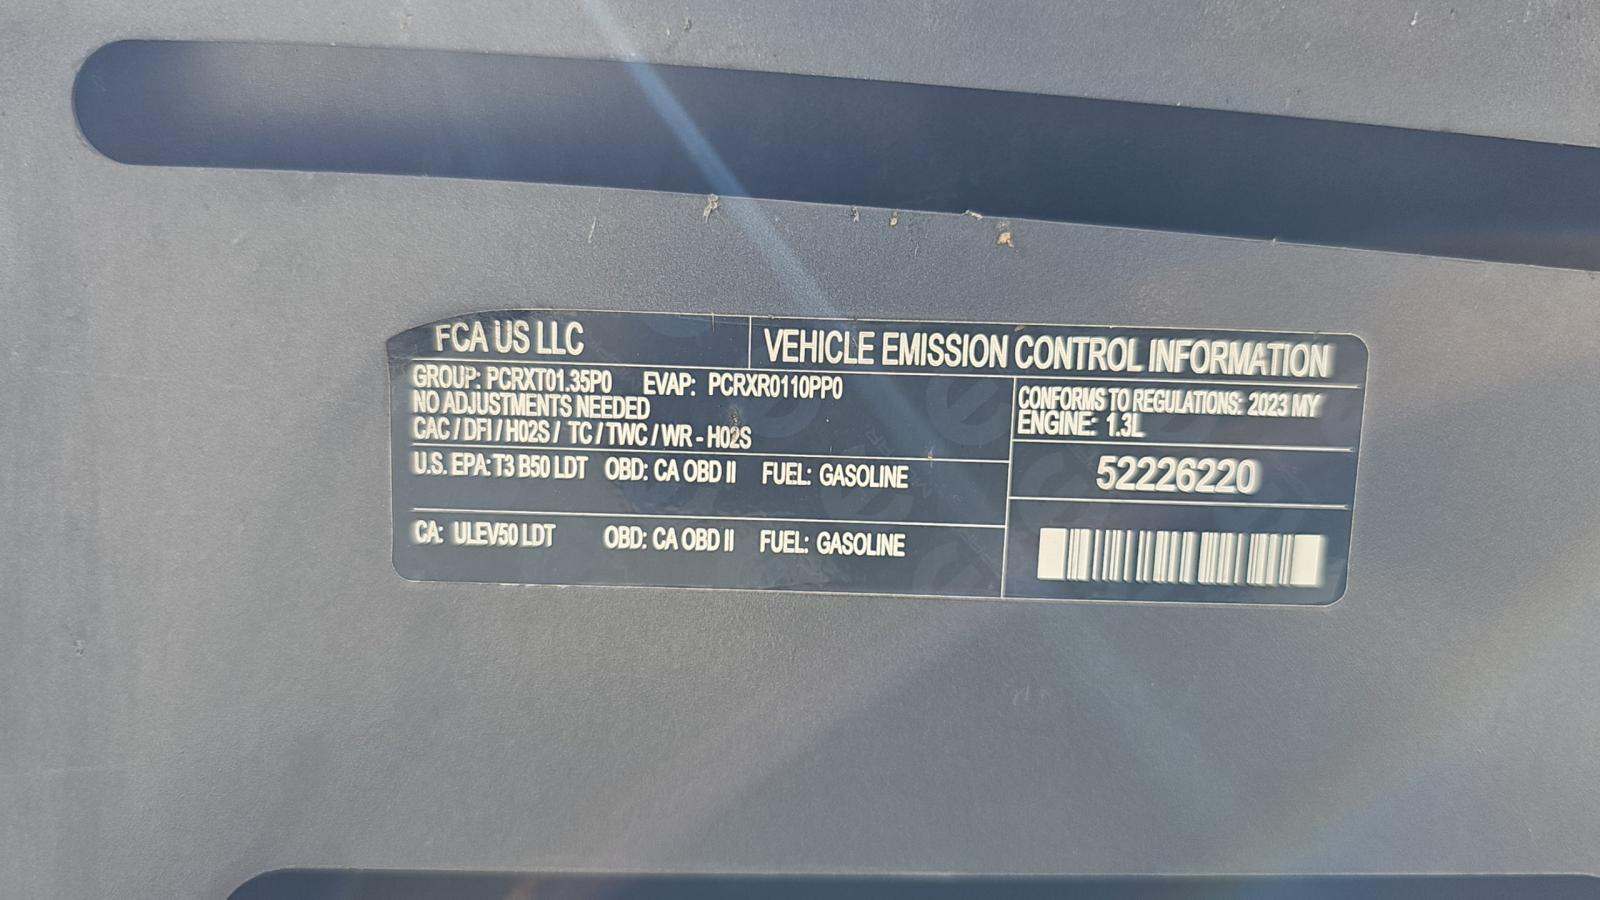 FCA US LLC
VEHICLE EMISSION CONTROL INFORMATION
GROUP: PCRXT01.35P0 EVAP: PCRXR0110PP0
NO ADJUSTMENTS NEEDED
CAC / DFI / H02S / TC / TWC / WR - H02S
U.S. EPA: T3 B50 LDT OBD: CA OBD II FUEL: GASOLINE
CA: ULEV50 LDT OBD: CA OBD II FUEL: GASOLINE
CONFORMS TO REGULATIONS: 2023 MY
ENGINE: 1.3L
52226220